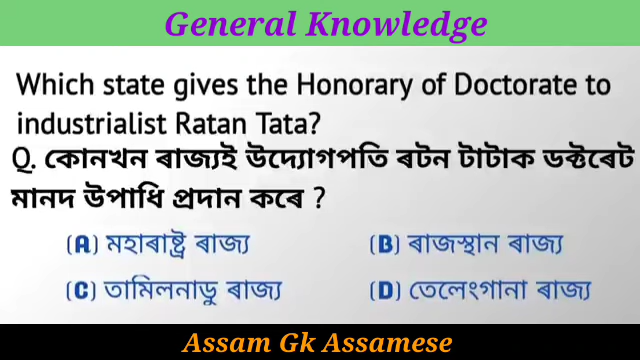 General Knowledge
Which state gives the Honorary of Doctorate to
industrialist Ratan Tata?
Q. কোনখন ৰাজ্যই উদ্যোগপতি ৰটন টাটাক ডক্টৰেট
মানদ উপাধি প্ৰদান কৰে ?
(A) মহাৰাষ্ট্ৰ ৰাজ্য (B) ৰাজস্থান ৰাজ্য
(C) তামিলনাডু ৰাজ্য (D) তেলেংগানা ৰাজ্য
Assam Gk Assamese